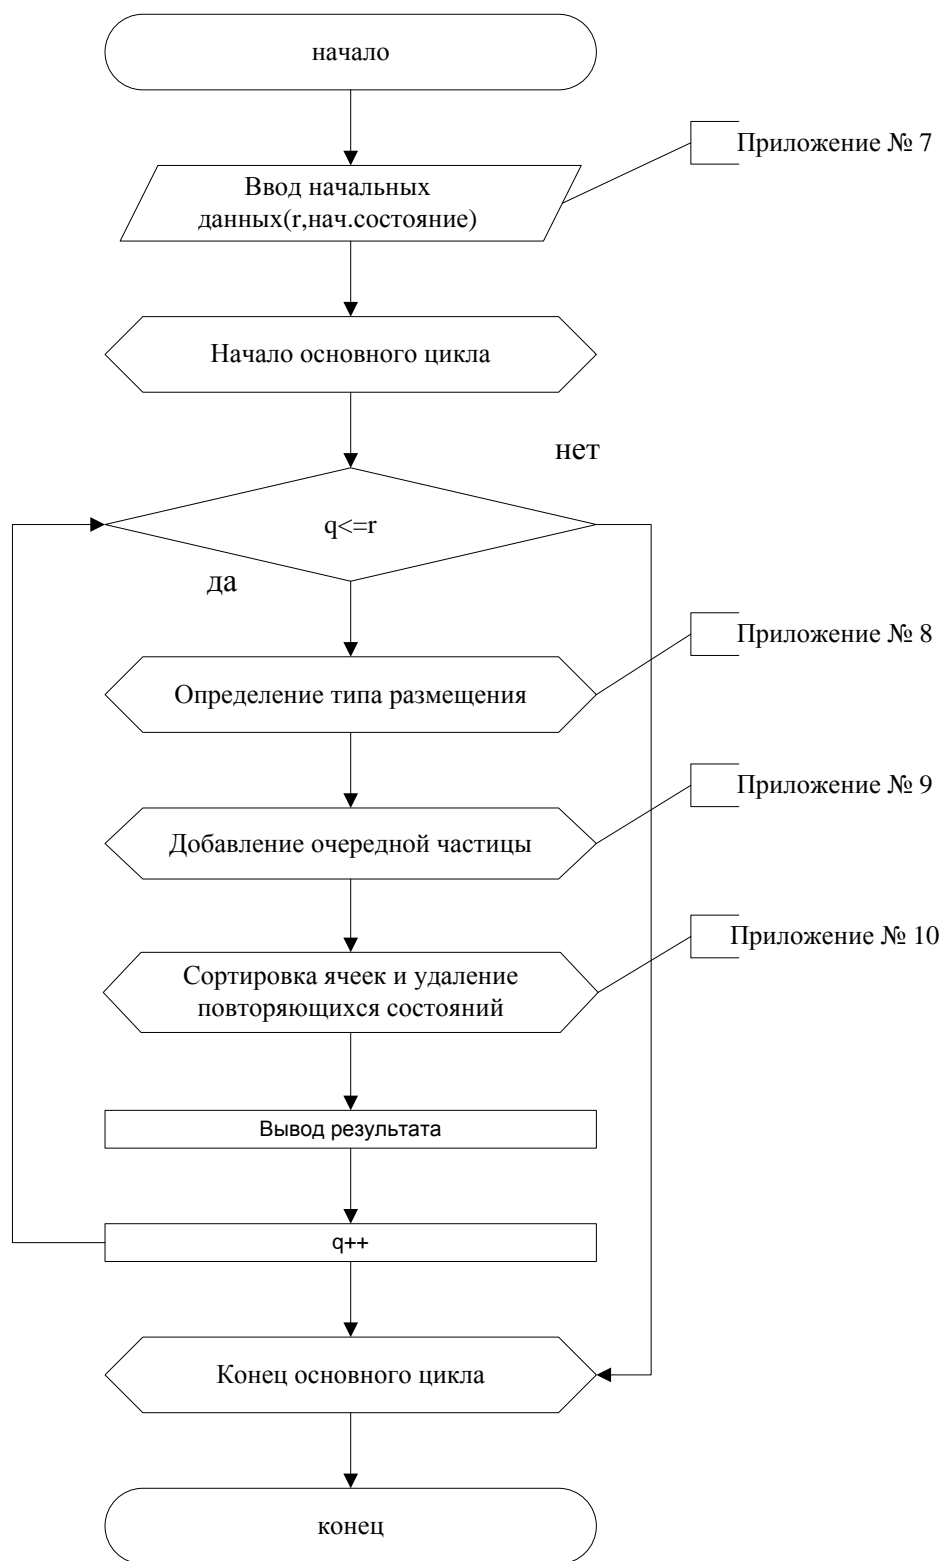 начало
Приложение № 7
Ввод начальных
данных(r,нач.состояние)
Начало основного цикла
нет
q<=r
да
Приложение № 8
Определение типа размещения
Приложение № 9
Добавление очередной частицы
Приложение № 10
Сортировка ячеек и удаление
повторяющихся состояний
Вывод результата
q++
Конец основного цикла
конец